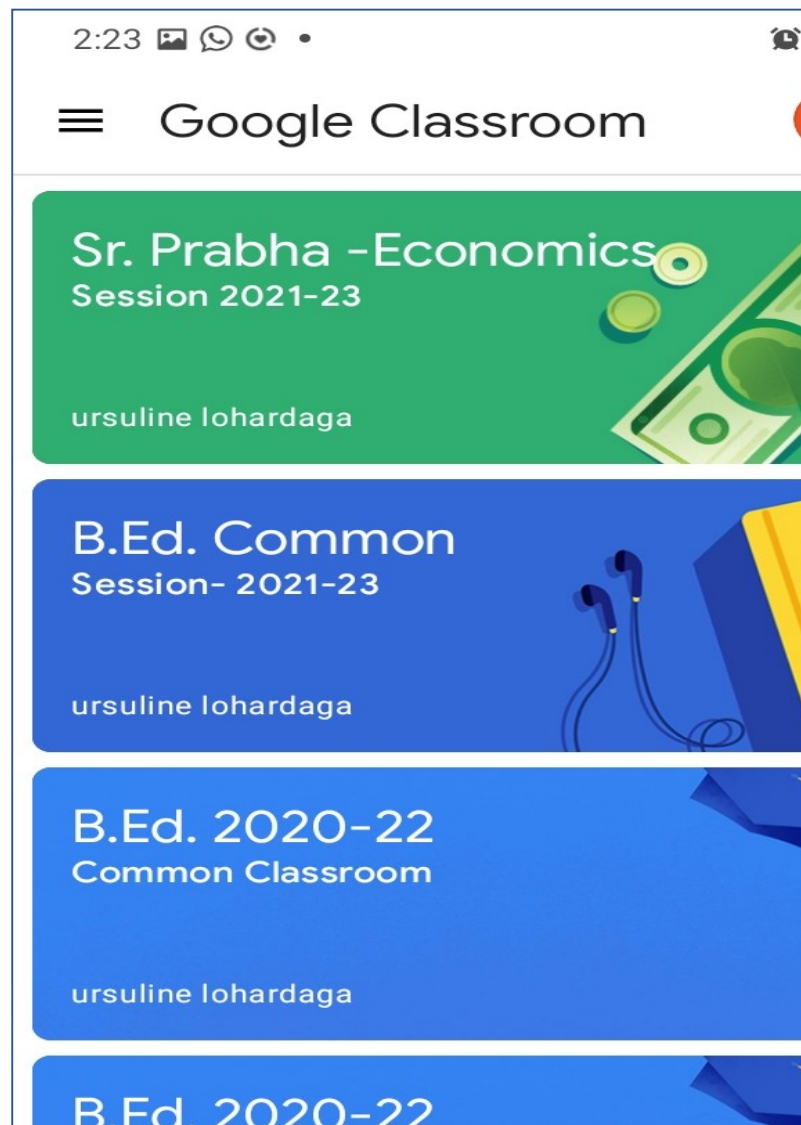 2:23
Google Classroom
Sr. Prabha -Economics
Session 2021-23
ursuline lohardaga
B.Ed. Common
Session- 2021-23
ursuline lohardaga
B.Ed. 2020-22
Common Classroom
ursuline lohardaga
B.Ed. 2020-22